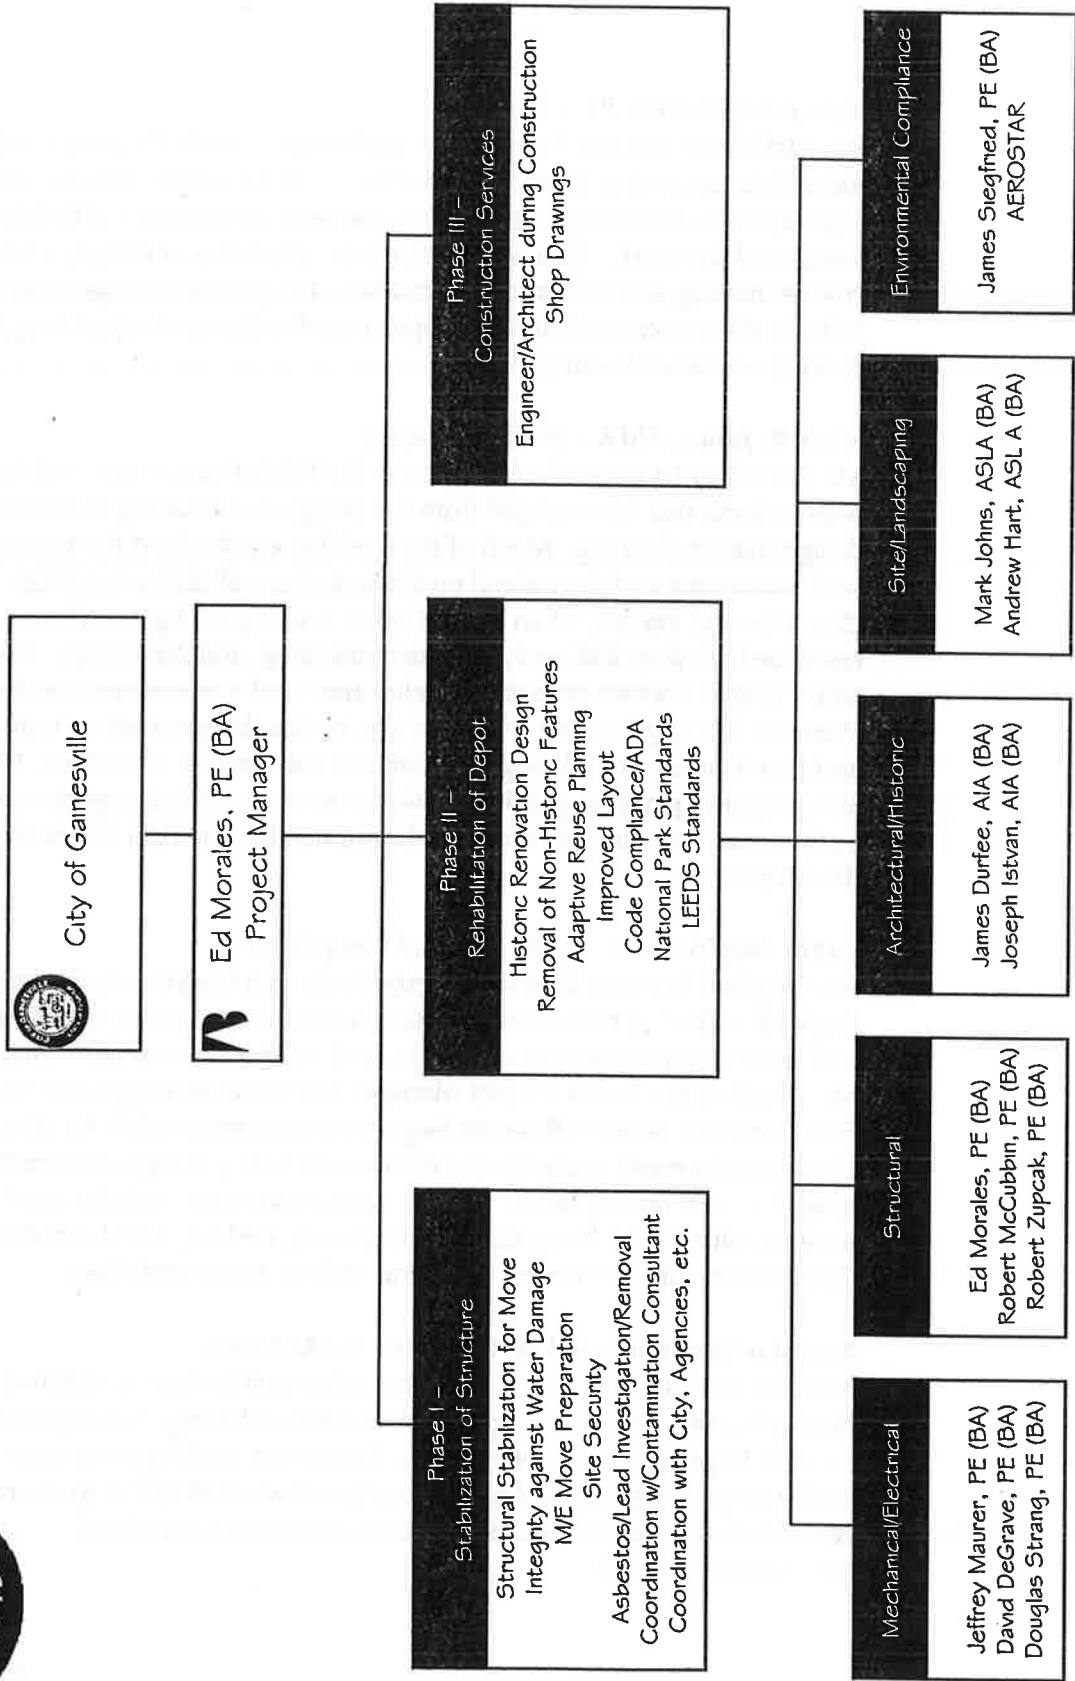 City of Gainesville
Ed Morales, PE (BA)
Project Manager
Phase I –
Stabilization of Structure
Structural Stabilization for Move
Integrity against Water Damage
M/E Move Preparation
Site Security
Asbestos/Lead Investigation/Removal
Coordination w/Contamination Consultant
Coordination with City, Agencies, etc.
Phase II –
Rehabilitation of Depot
Historic Renovation Design
Removal of Non-Historic Features
Adaptive Reuse Planning
Improved Layout
Code Compliance/ADA
National Park Standards
LEEDS Standards
Phase III –
Construction Services
Engineer/Architect during Construction
Shop Drawings
Mechanical/Electrical
Jeffrey Maurer, PE (BA)
David DeGrave, PE (BA)
Douglas Strang, PE (BA)
Structural
Ed Morales, PE (BA)
Robert McCubbin, PE (BA)
Robert Zupcak, PE (BA)
Architectural/Historic
James Durfee, AIA (BA)
Joseph Istvan, AIA (BA)
Site/Landscaping
Mark Johns, ASLA (BA)
Andrew Hart, ASL A (BA)
Environmental Compliance
James Siegfried, PE (BA)
AEROSTAR